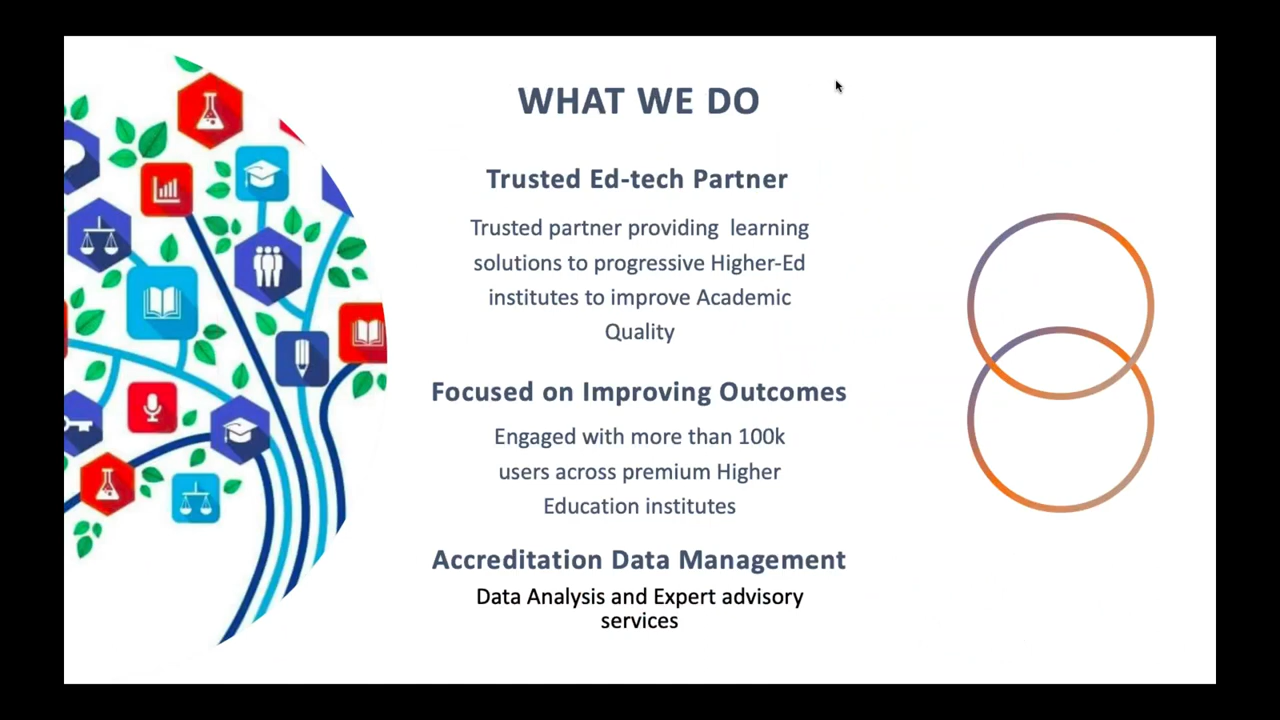 WHAT WE DO
Trusted Ed-tech Partner
Trusted partner providing  learning
solutions to progressive Higher-Ed
institutes to improve Academic
Quality
Focused on Improving Outcomes
Engaged with more than 100k
users across premium Higher
Education institutes
Accreditation Data Management
Data Analysis and Expert advisory
services